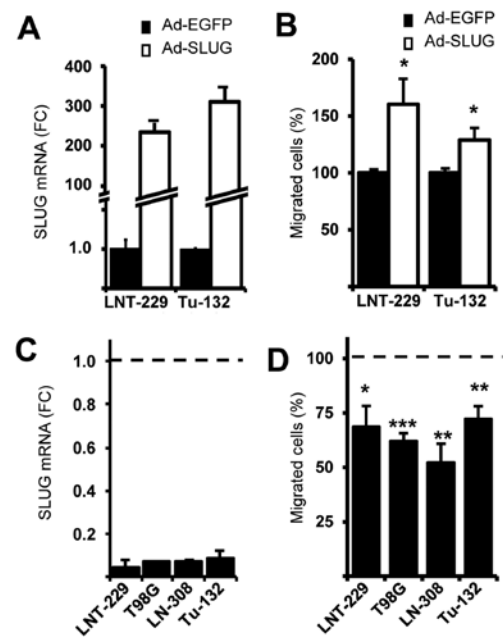 A
Ad-EGFP
Ad-SLUG
SLUG mRNA (FC)
400
300
200
100
1.0
LNT-229 Tu-132
B
Ad-EGFP
Ad-SLUG
Migrated cells (%)
200
150
100
50
* *
LNT-229 Tu-132
C
SLUG mRNA (FC)
1.0
0.8
0.6
0.4
0.2
LNT-229 T98G LN-308 Tu-132
D
Migrated cells (%)
100
75
50
25
* *** ** **
LNT-229 T98G LN-308 Tu-132